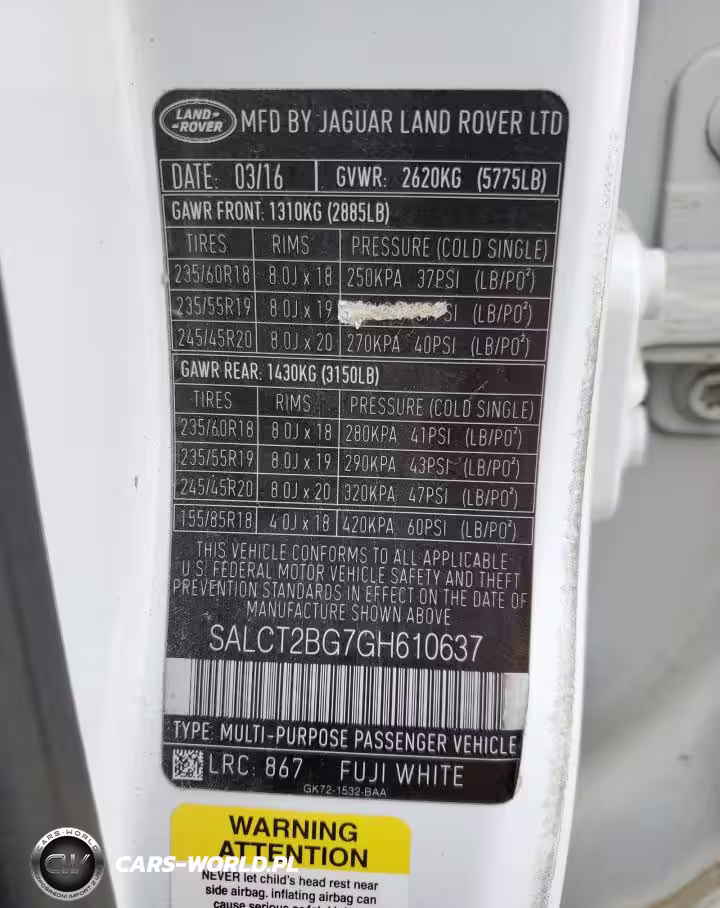 LAND-
-ROVER
MFD BY JAGUAR LAND ROVER LTD
DATE: 03/16 GVWR: 2620KG (5775LB)
GAWR FRONT: 1310KG (2885LB)
TIRES RIMS PRESSURE (COLD SINGLE)
235/60R18 8.0J x 18 250KPA 37PSI (LB/PO²)
235/55R19 8.0J x 19 SI (LB/PO²)
245/45R20 8.0J x 20 270KPA 40PSI (LB/PO²)
GAWR REAR: 1430KG (3150LB)
TIRES RIMS PRESSURE (COLD SINGLE)
235/60R18 8.0J x 18 280KPA 41PSI (LB/PO²)
235/55R19 8.0J x 19 290KPA 43PSI (LB/PO²)
245/45R20 8.0J x 20 320KPA 47PSI (LB/PO²)
155/85R18 4.0J x 18 420KPA 60PSI (LB/PO²)
THIS VEHICLE CONFORMS TO ALL APPLICABLE
U.S. FEDERAL MOTOR VEHICLE SAFETY AND THEFT
PREVENTION STANDARDS IN EFFECT ON THE DATE OF
MANUFACTURE SHOWN ABOVE
SALCT2BG7GH610637
TYPE: MULTI-PURPOSE PASSENGER VEHICLE
LRC: 867 FUJI WHITE
GK72-1532-BAA
WARNING
ATTENTION
NEVER let child's head rest near
side airbag. inflating airbag can
cause serious
CARS-WORLD
CW
CARS-WORLD.PL